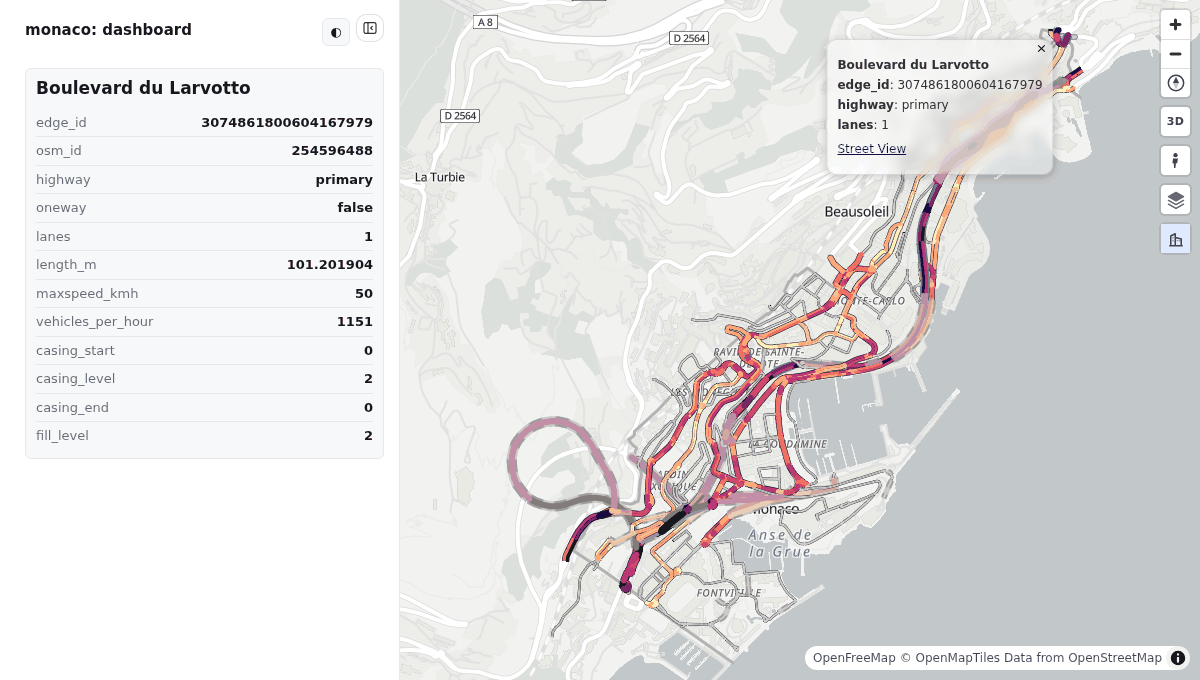 monaco: dashboard
Boulevard du Larvotto
edge_id 3074861800604167979
osm_id 254596488
highway primary
oneway false
lanes 1
length_m 101.201904
maxspeed_kmh 50
vehicles_per_hour 1151
casing_start 0
casing_level 2
casing_end 0
fill_level 2
A 8
D 2564
Boulevard du Larvotto
edge_id: 3074861800604167979
highway: primary
lanes: 1
Street View
3D
D 2564
La Turbie
Beausoleil
LA CONDAMINE
Anse de
la Grue
OpenFreeMap © OpenMapTiles Data from OpenStreetMap